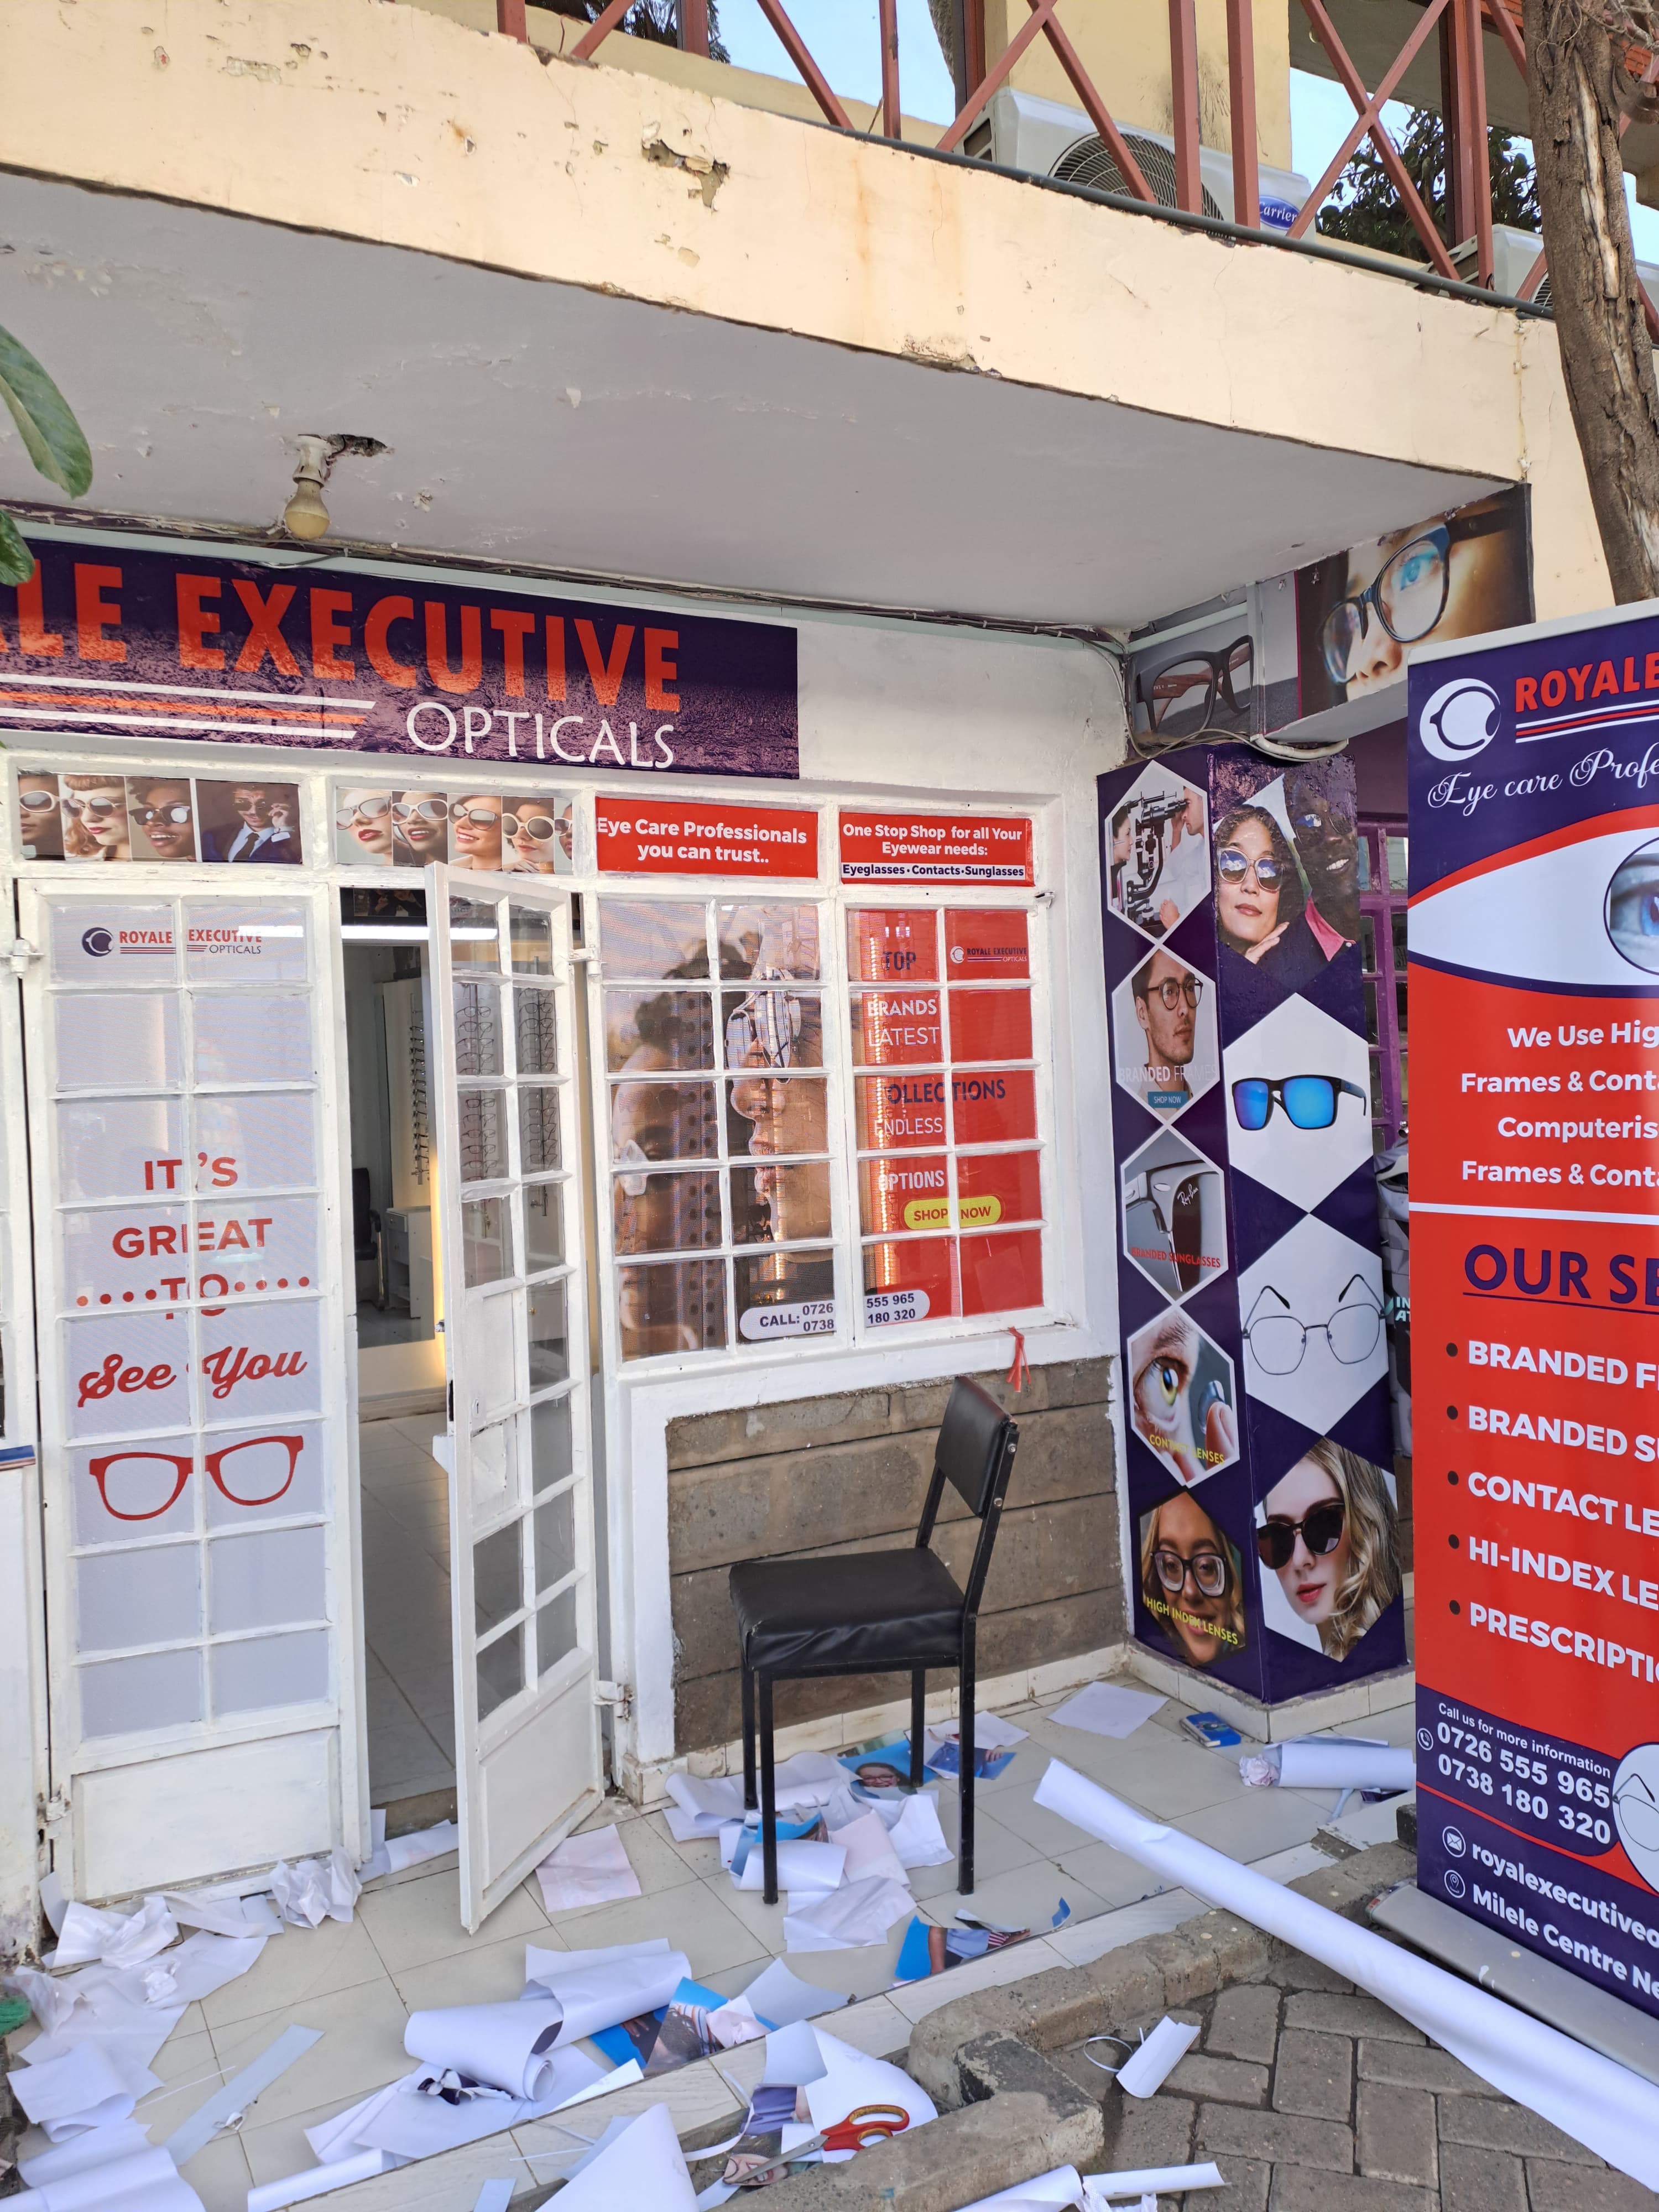 Carrier
ALE EXECUTIVE
OPTICALS
Eye Care Professionals
you can trust..
One Stop Shop for all Your
Eyewear needs:
Eyeglasses • Contacts • Sunglasses
ROYALE EXECUTIVE
OPTICALS
IT'S
GREAT
TO
See You
TOP
ROYALE EXECUTIVE
OPTICALS
BRANDS
LATEST
OLLECTIONS
ENDLESS
OPTIONS
SHOP NOW
CALL: 0726 555 965
0738 180 320
BRANDED FRAMES
SHOP NOW
Ray-Ban
BRANDED SUNGLASSES
CONTACT LENSES
HIGH INDEX LENSES
ROYALE
Eye care Profe
We Use Hig
Frames & Conta
Computeris
Frames & Conta
OUR SE
• BRANDED F
• BRANDED S
• CONTACT LE
• HI-INDEX LE
• PRESCRIPTI
Call us for more information
0726 555 965
0738 180 320
royalexecutiveo
Milele Centre Ne